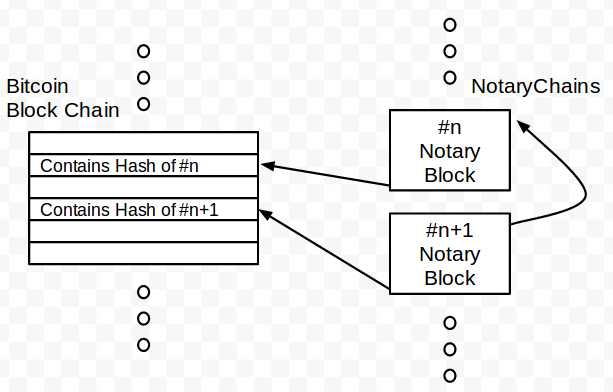 Bitcoin
Block Chain
Contains Hash of #n
Contains Hash of #n+1
NotaryChains
#n
Notary
Block
#n+1
Notary
Block